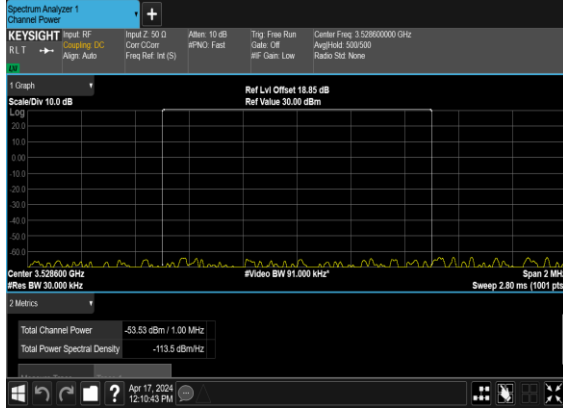 Spectrum Analyzer 1
Channel Power
+
KEYSIGHT Input: RF Input Z: 50 Ω Atten: 10 dB Trig: Free Run Center Freq: 3.528600000 GHz
RLT Coupling: DC Corr CCorr #PNO: Fast Gate: Off Avg|Hold: 500/500
Align: Auto Freq Ref: Int (S) #IF Gain: Low Radio Std: None
1 Graph
Ref Lvl Offset 18.85 dB
Scale/Div 10.0 dB Ref Value 30.00 dBm
Log
20.0
10.0
0.00
-10.0
-20.0
-30.0
-40.0
-50.0
-60.0
Center 3.528600 GHz #Video BW 91.000 kHz* Span 2 MHz
#Res BW 30.000 kHz Sweep 2.80 ms (1001 pts
2 Metrics
Total Channel Power -53.53 dBm / 1.00 MHz
Total Power Spectral Density -113.5 dBm/Hz
?
Apr 17, 2024
12:10:43 PM